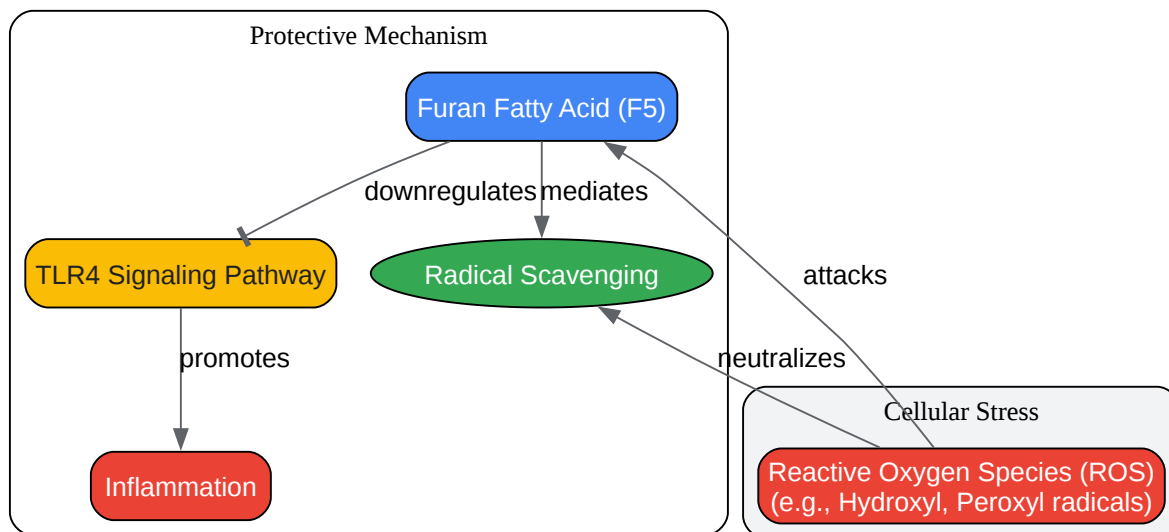 Protective Mechanism
Furan Fatty Acid (F5)
downregulates
mediates
TLR4 Signaling Pathway
Radical Scavenging
attacks
promotes
neutralizes
Cellular Stress
Inflammation
Reactive Oxygen Species (ROS)
(e.g., Hydroxyl, Peroxyl radicals)